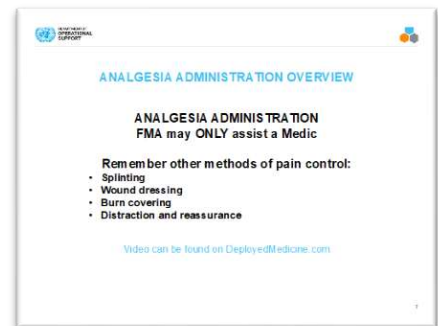 DEPARTMENT OF
OPERATIONAL
SUPPORT
ANALGESIA ADMINISTRATION OVERVIEW
ANALGESIA ADMINISTRATION
FMA may ONLY assist a Medic
Remember other methods of pain control:
• Splinting
• Wound dressing
• Burn covering
• Distraction and reassurance
Video can be found on DeployedMedicine.com
7